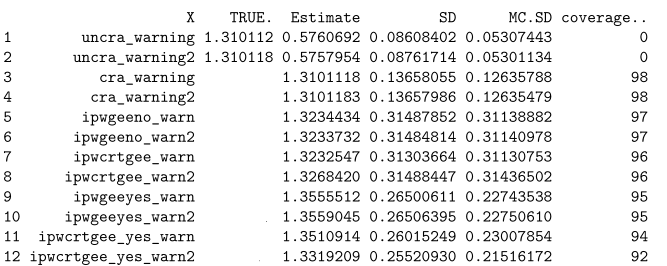 X TRUE. Estimate SD MC.SD coverage..
1 uncra_warning 1.310112 0.5760692 0.08608402 0.05307443 0
2 uncra_warning2 1.310118 0.5757954 0.08761714 0.05301134 0
3 cra_warning 1.3101118 0.13658055 0.12635788 98
4 cra_warning2 1.3101183 0.13657986 0.12635479 98
5 ipwgeeno_warn 1.3234434 0.31487852 0.31138882 97
6 ipwgeeno_warn2 1.3233732 0.31484814 0.31140978 97
7 ipwcrtgee_warn 1.3232547 0.31303664 0.31130753 96
8 ipwcrtgee_warn2 1.3268420 0.31488447 0.31436502 96
9 ipwgeeyes_warn 1.3555512 0.26500611 0.22743538 95
10 ipwgeeyes_warn2 1.3559045 0.26506395 0.22750610 95
11 ipwcrtgee_yes_warn 1.3510914 0.26015249 0.23007854 94
12 ipwcrtgee_yes_warn2 1.3319209 0.25520930 0.21516172 92